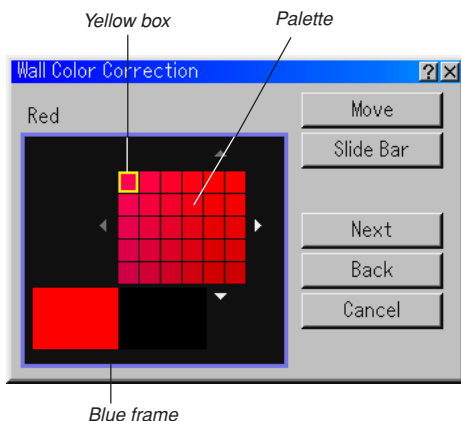 Yellow box
Palette
Wall Color Correction
Red
Move
Slide Bar
Next
Back
Cancel
Blue frame